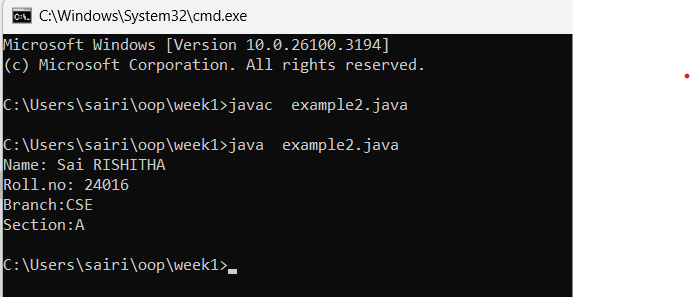 C:\Windows\System32\cmd.exe
Microsoft Windows [Version 10.0.26100.3194]
(c) Microsoft Corporation. All rights reserved.
C:\Users\sairi\oop\week1>javac  example2.java
C:\Users\sairi\oop\week1>java  example2.java
Name: Sai RISHITHA
Roll.no: 24016
Branch:CSE
Section:A
C:\Users\sairi\oop\week1>